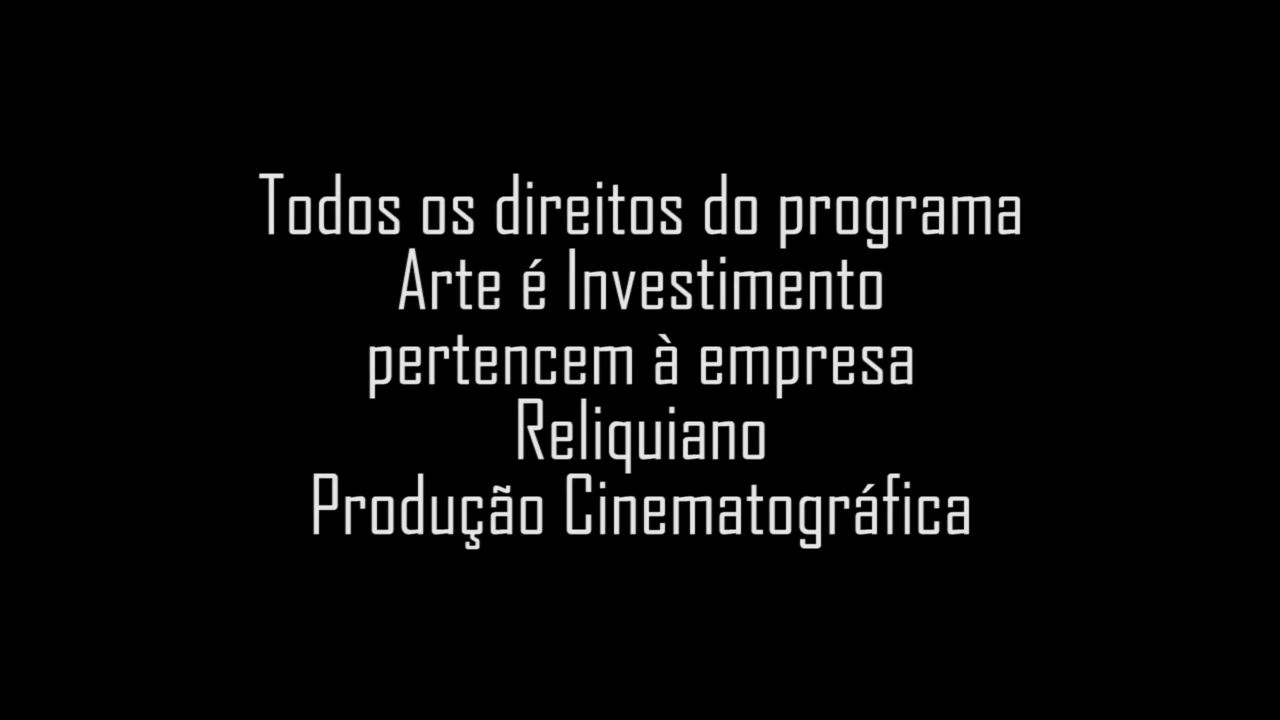 Todos os direitos do programa
Arte é Investimento
pertencem à empresa
Reliquiano
Produção Cinematográfica